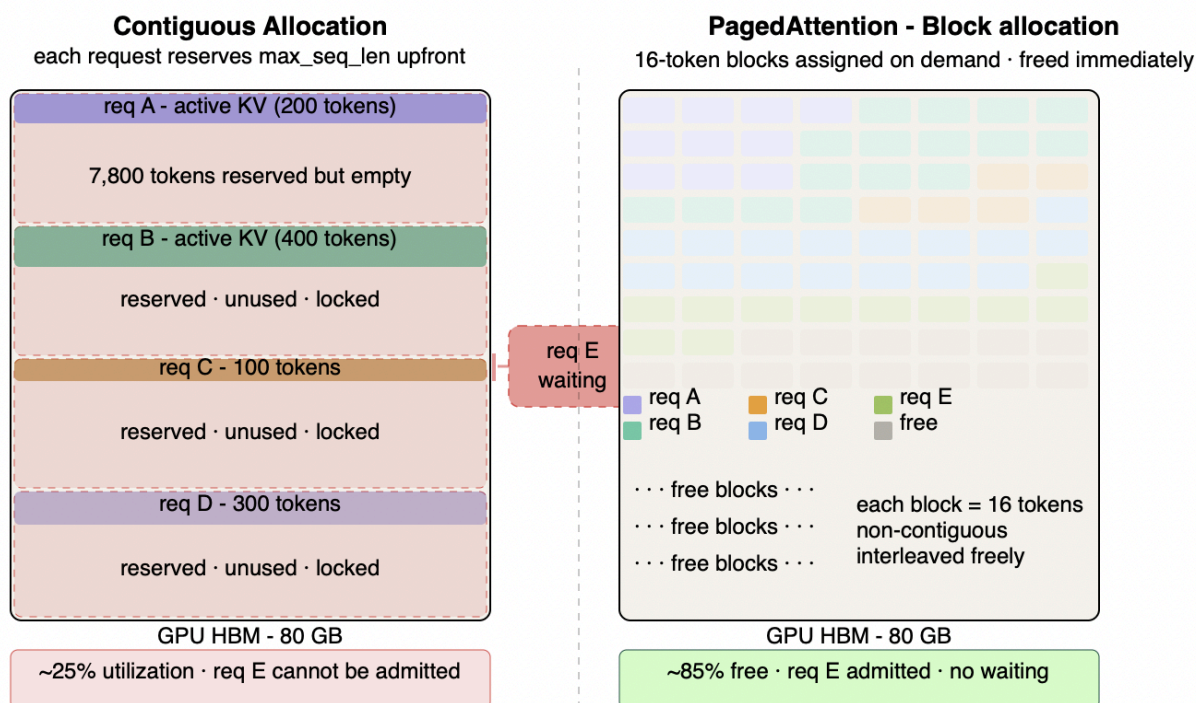 Contiguous Allocation
each request reserves max_seq_len upfront
req A - active KV (200 tokens)
7,800 tokens reserved but empty
req B - active KV (400 tokens)
reserved · unused · locked
req C - 100 tokens
reserved · unused · locked
req D - 300 tokens
reserved · unused · locked
GPU HBM - 80 GB
~25% utilization · req E cannot be admitted
req E
waiting
PagedAttention - Block allocation
16-token blocks assigned on demand · freed immediately
req A
req C
req E
req B
req D
free
· · · free blocks · · ·
· · · free blocks · · ·
· · · free blocks · · ·
each block = 16 tokens
non-contiguous
interleaved freely
GPU HBM - 80 GB
~85% free · req E admitted · no waiting